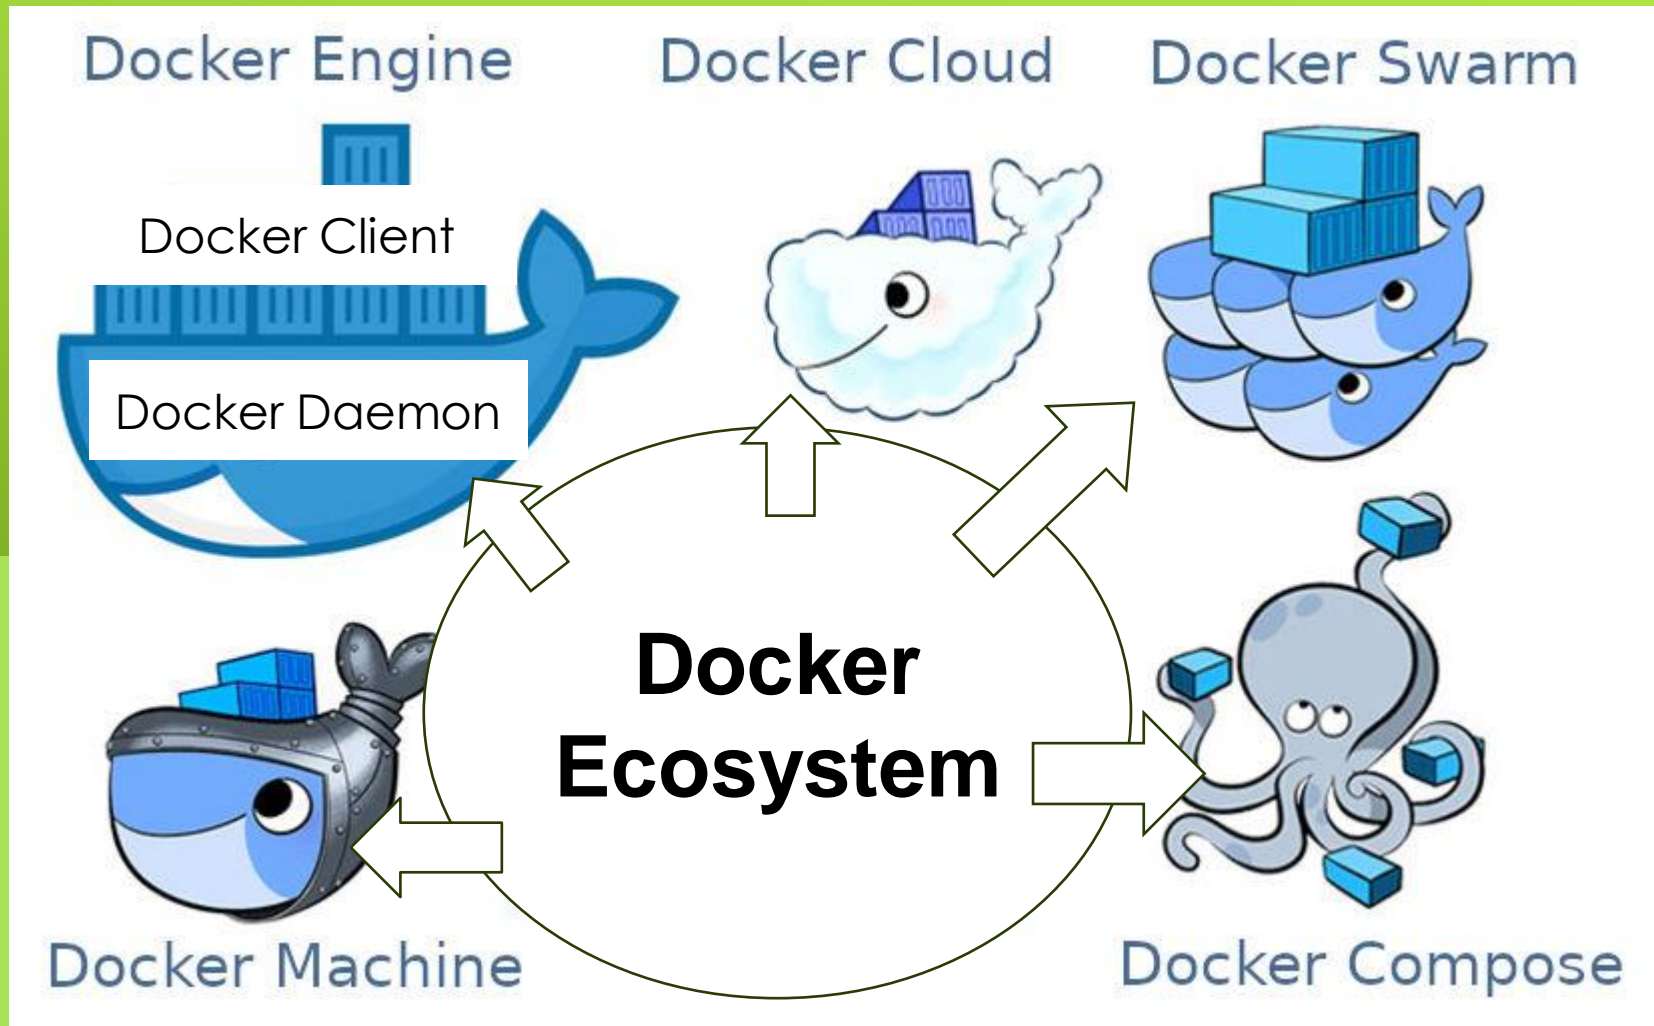 Docker Engine
Docker Cloud
Docker Swarm
Docker Client
Docker Daemon
Docker
Ecosystem
Docker Machine
Docker Compose